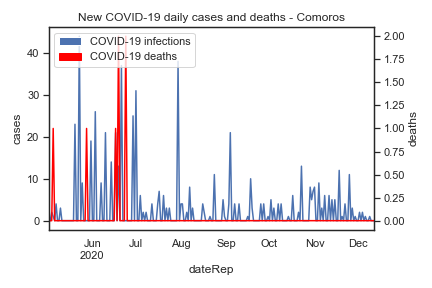 New COVID-19 daily cases and deaths - Comoros
COVID-19 infections
COVID-19 deaths
cases
40
30
20
10
0
deaths
2.00
1.75
1.50
1.25
1.00
0.75
0.50
0.25
0.00
Jun
2020
Jul
Aug
Sep
Oct
Nov
Dec
dateRep